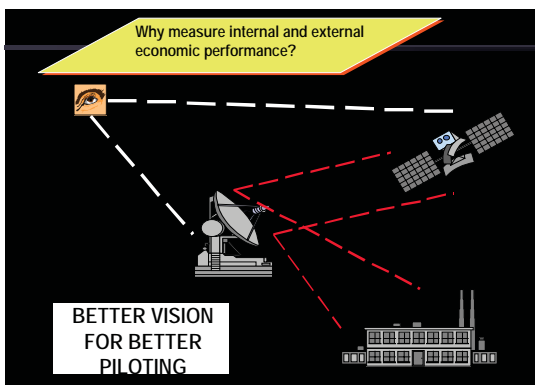 Why measure internal and external
economic performance?
BETTER VISION
FOR BETTER
PILOTING